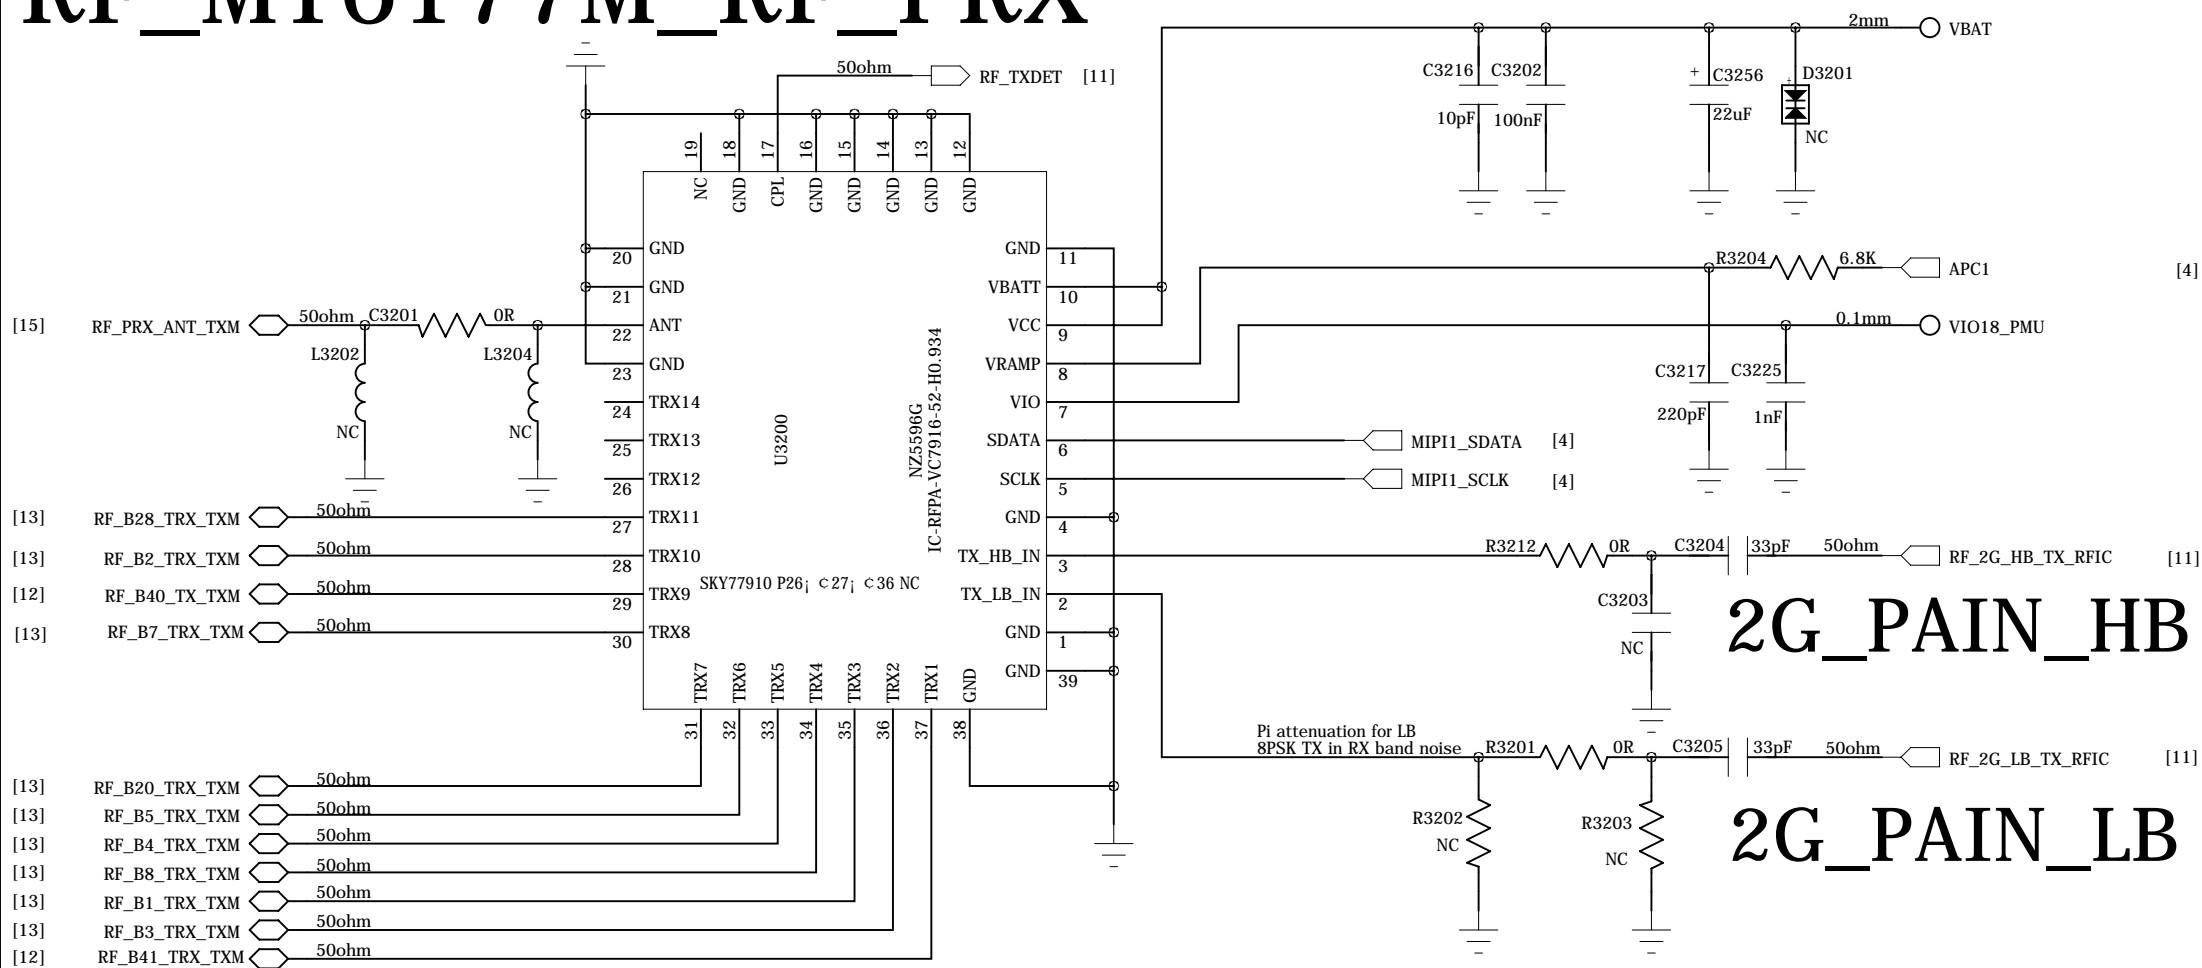 RF_MT6177M_RF_PRX
2mm VBAT
50ohm RF_TXDET [11]
C3216 10pF
C3202 100nF
+ C3256 22uF
+ D3201 NC
19 18 17 16 15 14 13 12
NC GND CPL GND GND GND GND GND
20 GND
21 GND
22 ANT
23 GND
24 TRX14
25 TRX13
26 TRX12
27 TRX11
28 TRX10
29 TRX9
30 TRX8
GND 11
VBATT 10
VCC 9
VRAMP 8
VIO 7
SDATA 6
SCLK 5
GND 4
TX_HB_IN 3
TX_LB_IN 2
GND 1
GND 39
TRX7 TRX6 TRX5 TRX4 TRX3 TRX2 TRX1 GND
31 32 33 34 35 36 37 38
U3200
NZ5596G
IC-RFPA-VC7916-52-H0.934
SKY77910 P26¡ ¢27¡ ¢36 NC
R3204 6.8K APC1 [4]
0.1mm VIO18_PMU
C3217 220pF
C3225 1nF
MIPI1_SDATA [4]
MIPI1_SCLK [4]
[15] RF_PRX_ANT_TXM 50ohm C3201 0R
L3202 NC
L3204 NC
[13] RF_B28_TRX_TXM 50ohm
[13] RF_B2_TRX_TXM 50ohm
[12] RF_B40_TX_TXM 50ohm
[13] RF_B7_TRX_TXM 50ohm
R3212 0R C3204 33pF 50ohm RF_2G_HB_TX_RFIC [11]
C3203 NC
2G_PAIN_HB
Pi attenuation for LB
8PSK TX in RX band noise
R3201 0R C3205 33pF 50ohm RF_2G_LB_TX_RFIC [11]
R3202 NC
R3203 NC
2G_PAIN_LB
[13] RF_B20_TRX_TXM 50ohm
[13] RF_B5_TRX_TXM 50ohm
[13] RF_B4_TRX_TXM 50ohm
[13] RF_B8_TRX_TXM 50ohm
[13] RF_B1_TRX_TXM 50ohm
[13] RF_B3_TRX_TXM 50ohm
[12] RF_B41_TRX_TXM 50ohm